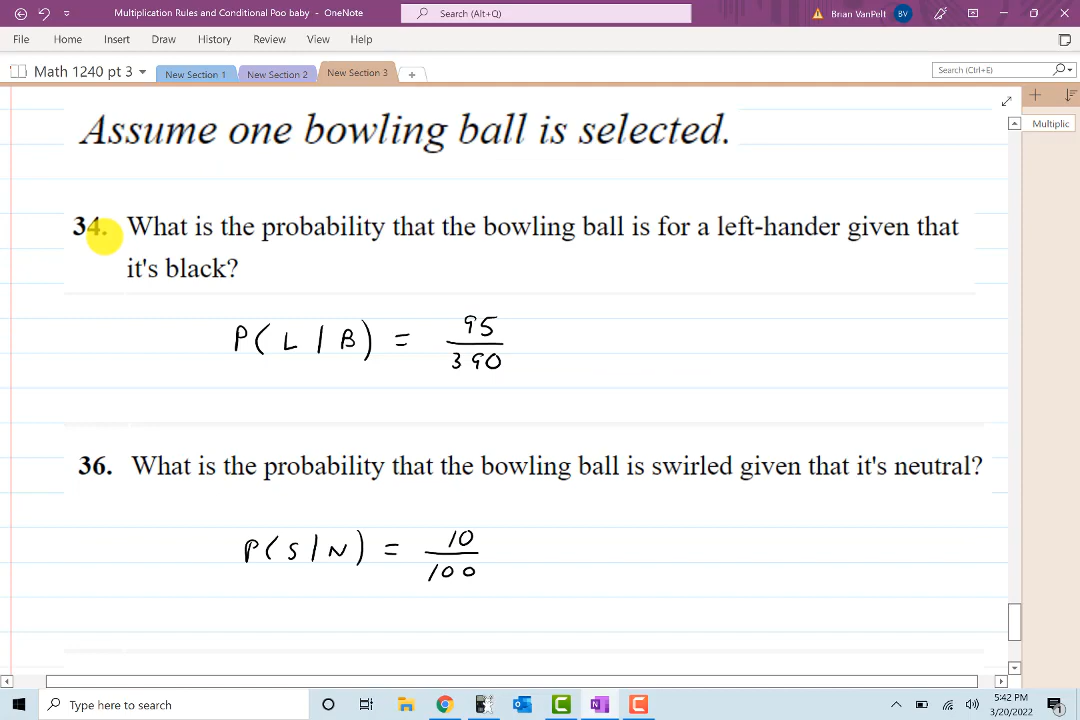 Multiplication Rules and Conditional Poo baby - OneNote
Search (Alt+Q)
Brian VanPelt
BV
File Home Insert Draw History Review View Help
Math 1240 pt 3
New Section 1
New Section 2
New Section 3
Search (Ctrl+E)
Multiplic
Assume one bowling ball is selected.
34. What is the probability that the bowling ball is for a left-hander given that
it's black?
P( L | B ) = 95/390
36. What is the probability that the bowling ball is swirled given that it's neutral?
P( S | N ) = 10/100
Type here to search
5:42 PM
3/20/2022
1